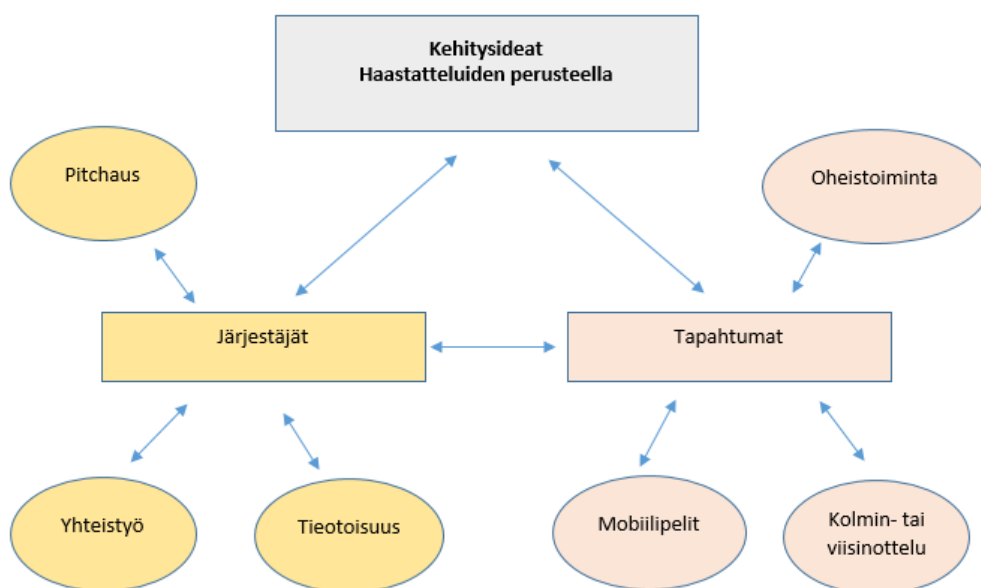 Kehitysideat
Haastatteluiden perusteella
Pitchaus
Oheistoiminta
Järjestäjät
Tapahtumat
Yhteistyö
Tieotoisuus
Mobiilipelit
Kolmin- tai
viisinottelu